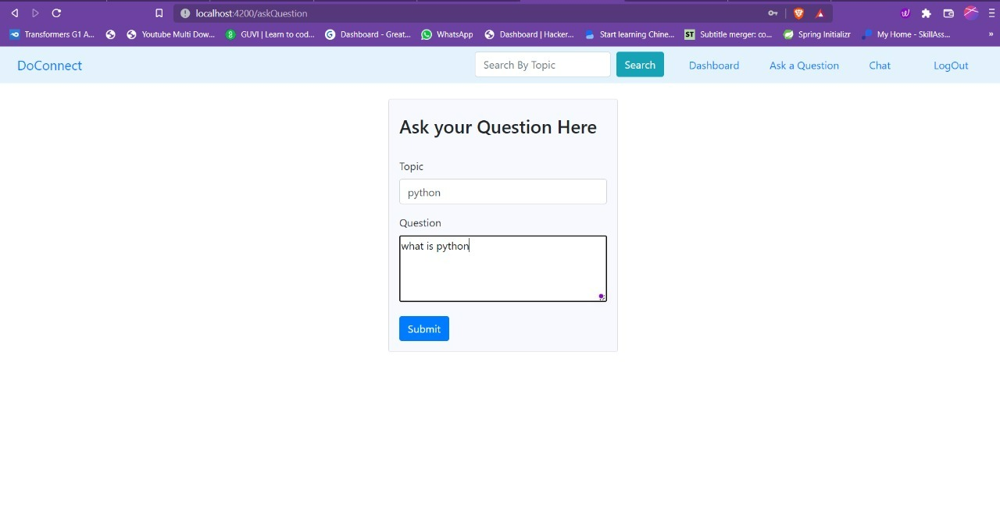 localhost:4200/askQuestion
Transformers G1 A... Youtube Multi Dow... GUVI | Learn to cod... Dashboard - Great... WhatsApp Dashboard | Hacker... Start learning Chine... ST Subtitle merger: co... Spring Initializr My Home - SkillAss... »
DoConnect Search By Topic Search Dashboard Ask a Question Chat LogOut
Ask your Question Here
Topic
python
Question
what is python
Submit